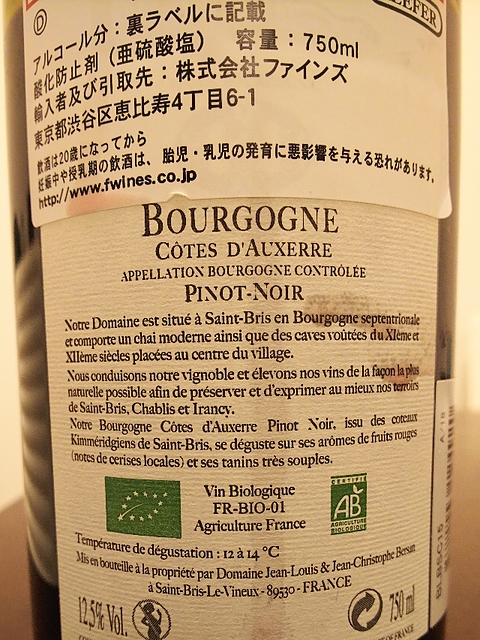 D
アルコール分：裏ラベルに記載
酸化防止剤（亜硫酸塩） 容量：750ml
輸入者及び引取先：株式会社ファインズ
東京都渋谷区恵比寿4丁目6-1
飲酒は20歳になってから
妊娠中や授乳期の飲酒は、胎児・乳児の発育に悪影響を与える恐れがあります。
http://www.fwines.co.jp
BOURGOGNE
CÔTES D'AUXERRE
APPELLATION BOURGOGNE CONTRÔLÉE
PINOT-NOIR
Notre Domaine est situé à Saint-Bris en Bourgogne septentrionale
et comporte un chai moderne ainsi que des caves voûtées du XIème et
XIIème siècles placées au centre du village.
Nous conduisons notre vignoble et élevons nos vins de la façon la plus
naturelle possible afin de préserver et d'exprimer au mieux nos terroirs
de Saint-Bris, Chablis et Irancy.
Notre Bourgogne Côtes d'Auxerre Pinot Noir, issu des coteaux
Kimméridgiens de Saint-Bris, se déguste sur ses arômes de fruits rouges
(notes de cerises locales) et ses tanins très souples.
Vin Biologique
FR-BIO-01
Agriculture France
CERTIFIÉ
AB
AGRICULTURE
BIOLOGIQUE
Température de dégustation : 12 à 14 °C
Mis en bouteille à la propriété par Domaine Jean-Louis & Jean-Christophe Bersan
à Saint-Bris-Le-Vineux - 89530 - FRANCE
12,5% Vol.
750 ml